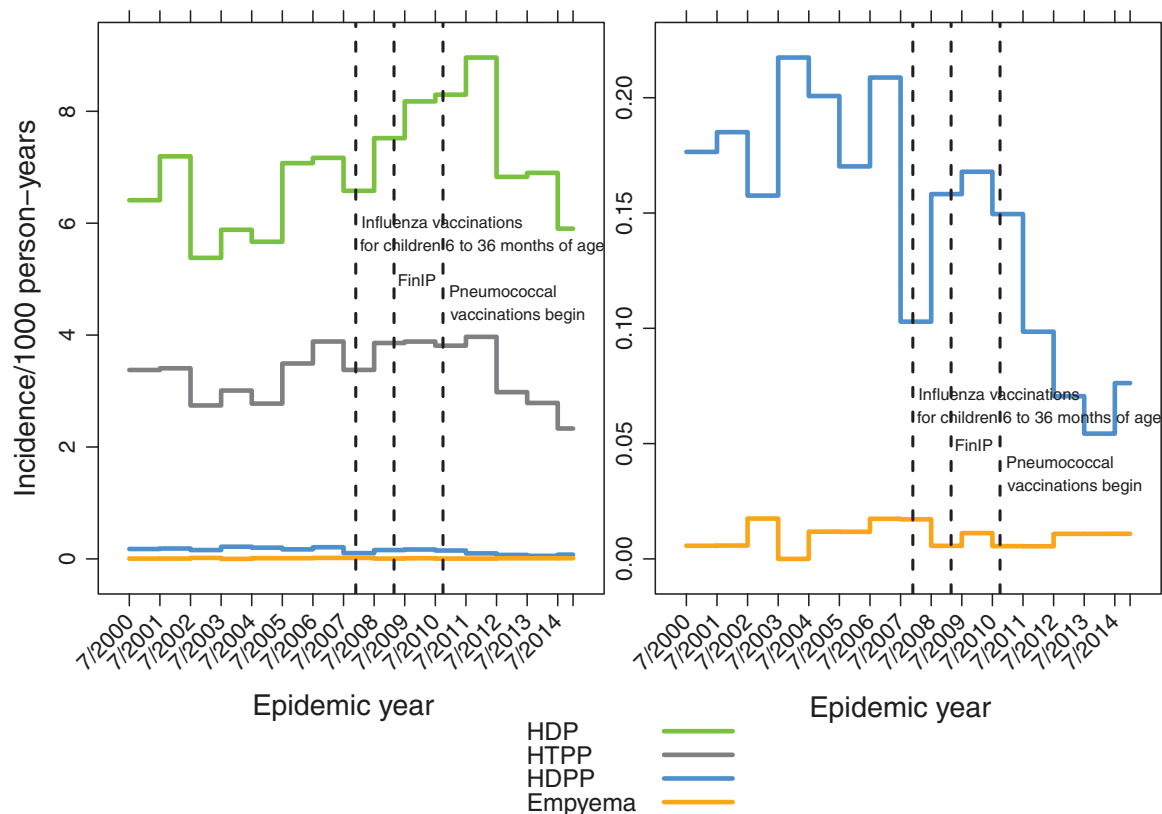 Incidence/1000 person−years
8
6
4
2
0
Influenza vaccinations
for children 6 to 36 months of age
FinIP
Pneumococcal
vaccinations begin
7/2000
7/2001
7/2002
7/2003
7/2004
7/2005
7/2006
7/2007
7/2008
7/2009
7/2010
7/2011
7/2012
7/2013
7/2014
Epidemic year
0.20
0.15
0.10
0.05
0.00
Influenza vaccinations
for children 6 to 36 months of age
FinIP
Pneumococcal
vaccinations begin
7/2000
7/2001
7/2002
7/2003
7/2004
7/2005
7/2006
7/2007
7/2008
7/2009
7/2010
7/2011
7/2012
7/2013
7/2014
Epidemic year
HDP
HTPP
HDPP
Empyema